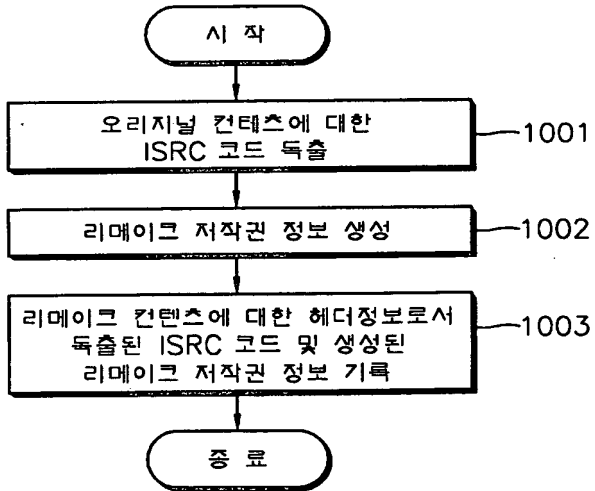 시 작
오리지널 컨테츠에 대한
ISRC 코드 독출
1001
리메이크 저작권 정보 생성
1002
리메이크 컨텐츠에 대한 헤더정보로서
독출된 ISRC 코드 및 생성된
리메이크 저작권 정보 기록
1003
종 료